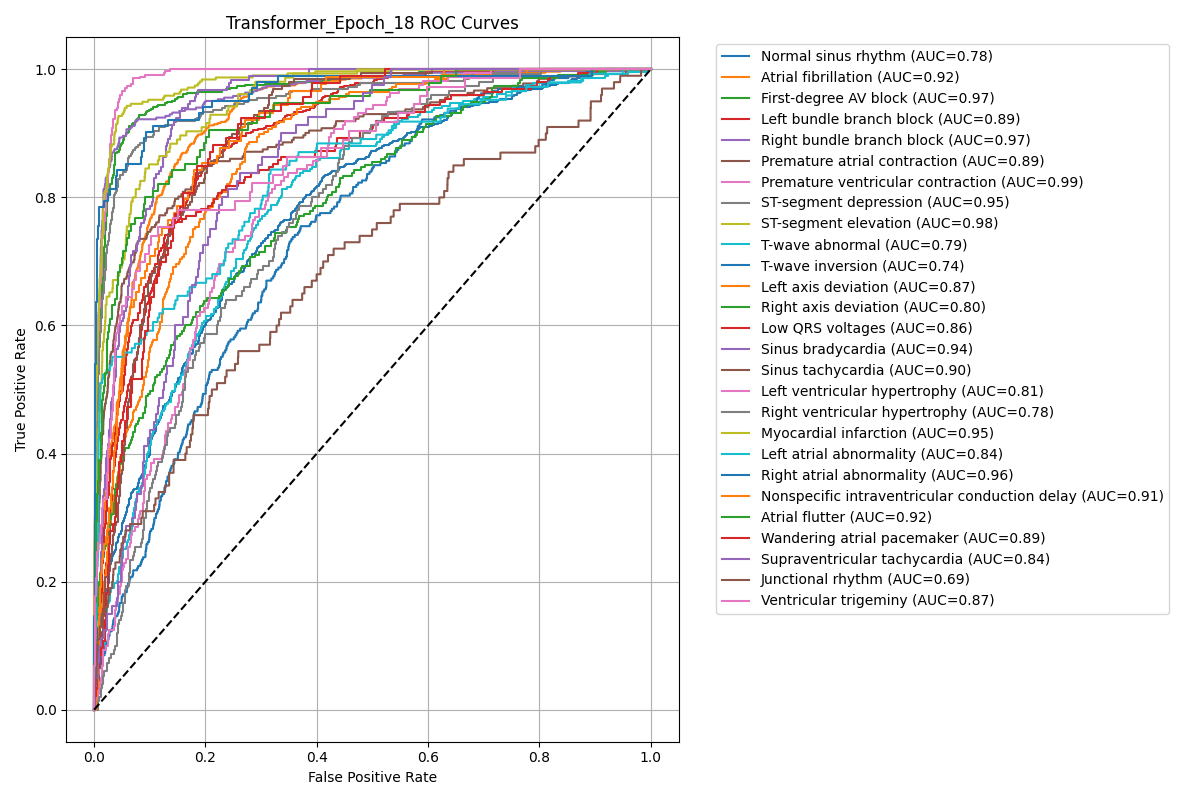 Transformer_Epoch_18 ROC Curves
True Positive Rate
1.0
0.8
0.6
0.4
0.2
0.0
0.0 0.2 0.4 0.6 0.8 1.0
False Positive Rate
Normal sinus rhythm (AUC=0.78)
Atrial fibrillation (AUC=0.92)
First-degree AV block (AUC=0.97)
Left bundle branch block (AUC=0.89)
Right bundle branch block (AUC=0.97)
Premature atrial contraction (AUC=0.89)
Premature ventricular contraction (AUC=0.99)
ST-segment depression (AUC=0.95)
ST-segment elevation (AUC=0.98)
T-wave abnormal (AUC=0.79)
T-wave inversion (AUC=0.74)
Left axis deviation (AUC=0.87)
Right axis deviation (AUC=0.80)
Low QRS voltages (AUC=0.86)
Sinus bradycardia (AUC=0.94)
Sinus tachycardia (AUC=0.90)
Left ventricular hypertrophy (AUC=0.81)
Right ventricular hypertrophy (AUC=0.78)
Myocardial infarction (AUC=0.95)
Left atrial abnormality (AUC=0.84)
Right atrial abnormality (AUC=0.96)
Nonspecific intraventricular conduction delay (AUC=0.91)
Atrial flutter (AUC=0.92)
Wandering atrial pacemaker (AUC=0.89)
Supraventricular tachycardia (AUC=0.84)
Junctional rhythm (AUC=0.69)
Ventricular trigeminy (AUC=0.87)